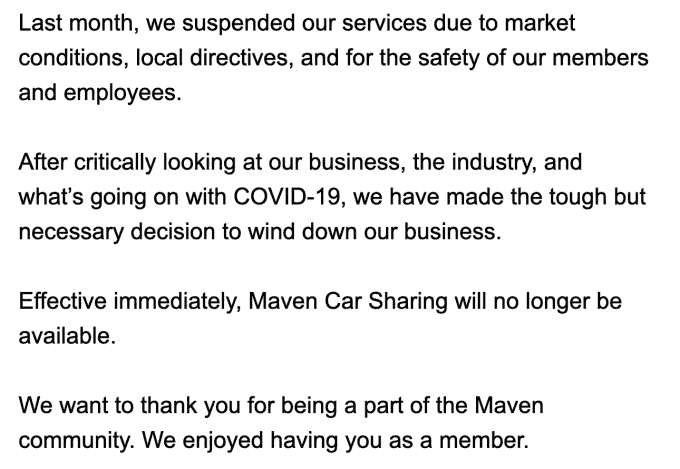 Last month, we suspended our services due to market
conditions, local directives, and for the safety of our members
and employees.
After critically looking at our business, the industry, and
what’s going on with COVID-19, we have made the tough but
necessary decision to wind down our business.
Effective immediately, Maven Car Sharing will no longer be
available.
We want to thank you for being a part of the Maven
community. We enjoyed having you as a member.